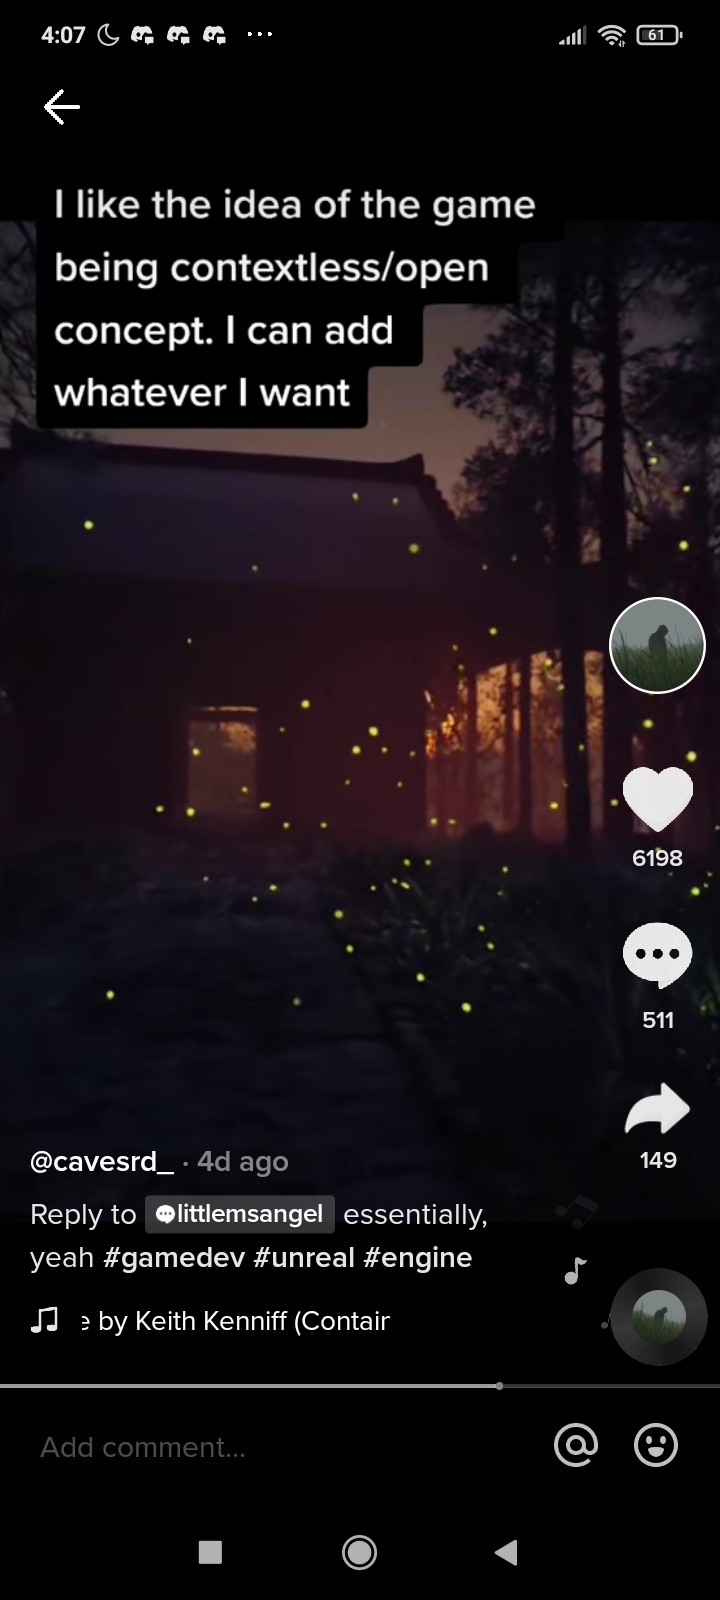 4:07
61
I like the idea of the game
being contextless/open
concept. I can add
whatever I want
6198
511
149
@cavesrd_ · 4d ago
Reply to littlemsangel essentially,
yeah #gamedev #unreal #engine
e by Keith Kenniff (Contain
Add comment...